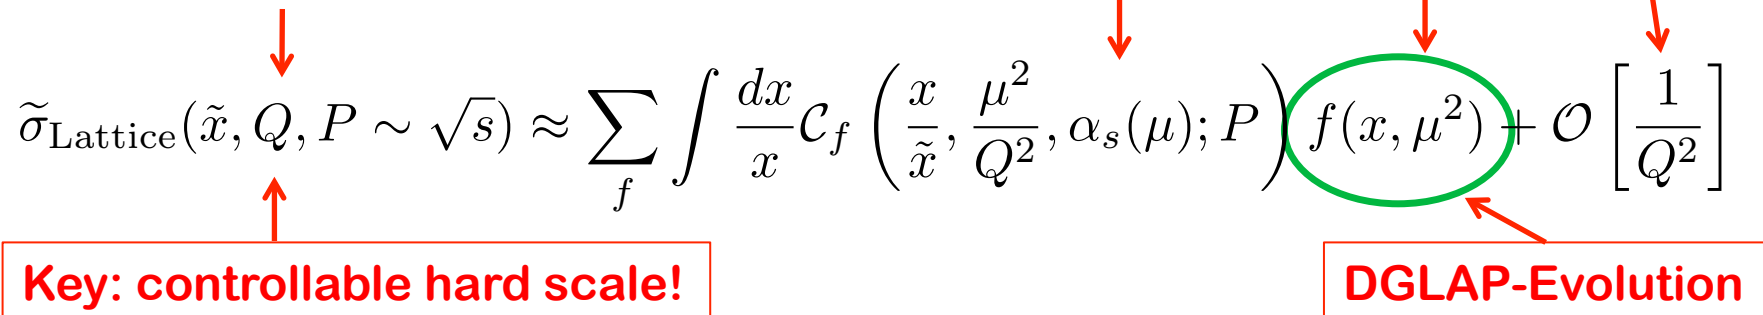 σ̃_Lattice(x̃, Q, P ∼ √s) ≈ ∑_f ∫ dx/x 𝒞_f (x/x̃, μ²/Q², α_s(μ); P) f(x, μ²) + 𝒪[1/Q²]
Key: controllable hard scale! DGLAP-Evolution